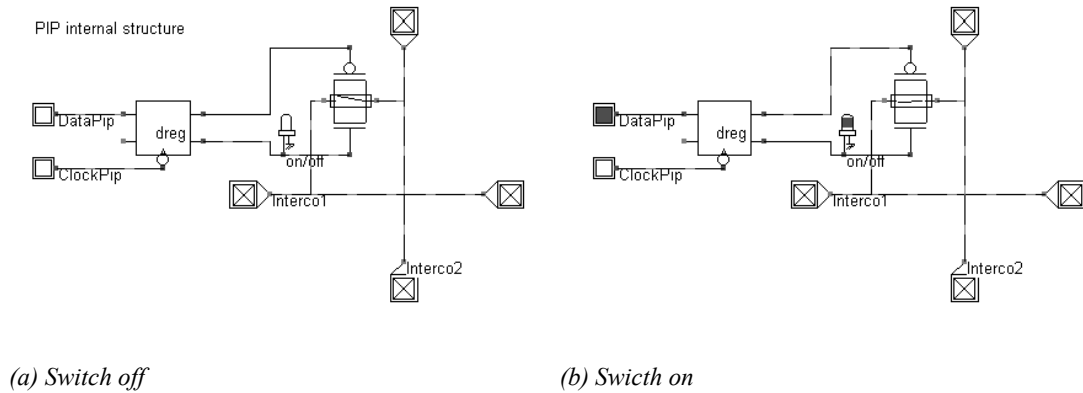 PIP internal structure
DataPip
dreg
on/off
ClockPip
Interco1
Interco2
DataPip
dreg
on/off
ClockPip
Interco1
Interco2
(a) Switch off
(b) Swicth on